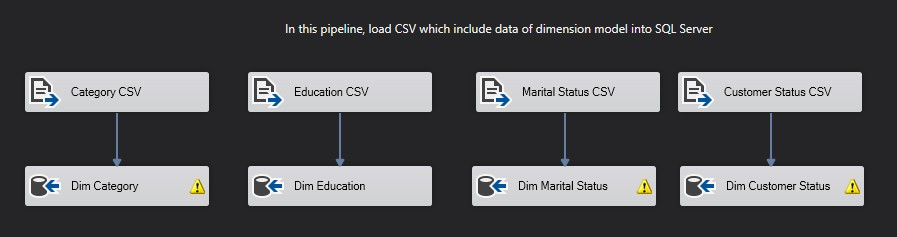 In this pipeline, load CSV which include data of dimension model into SQL Server
Category CSV
Education CSV
Marital Status CSV
Customer Status CSV
Dim Category
Dim Education
Dim Marital Status
Dim Customer Status